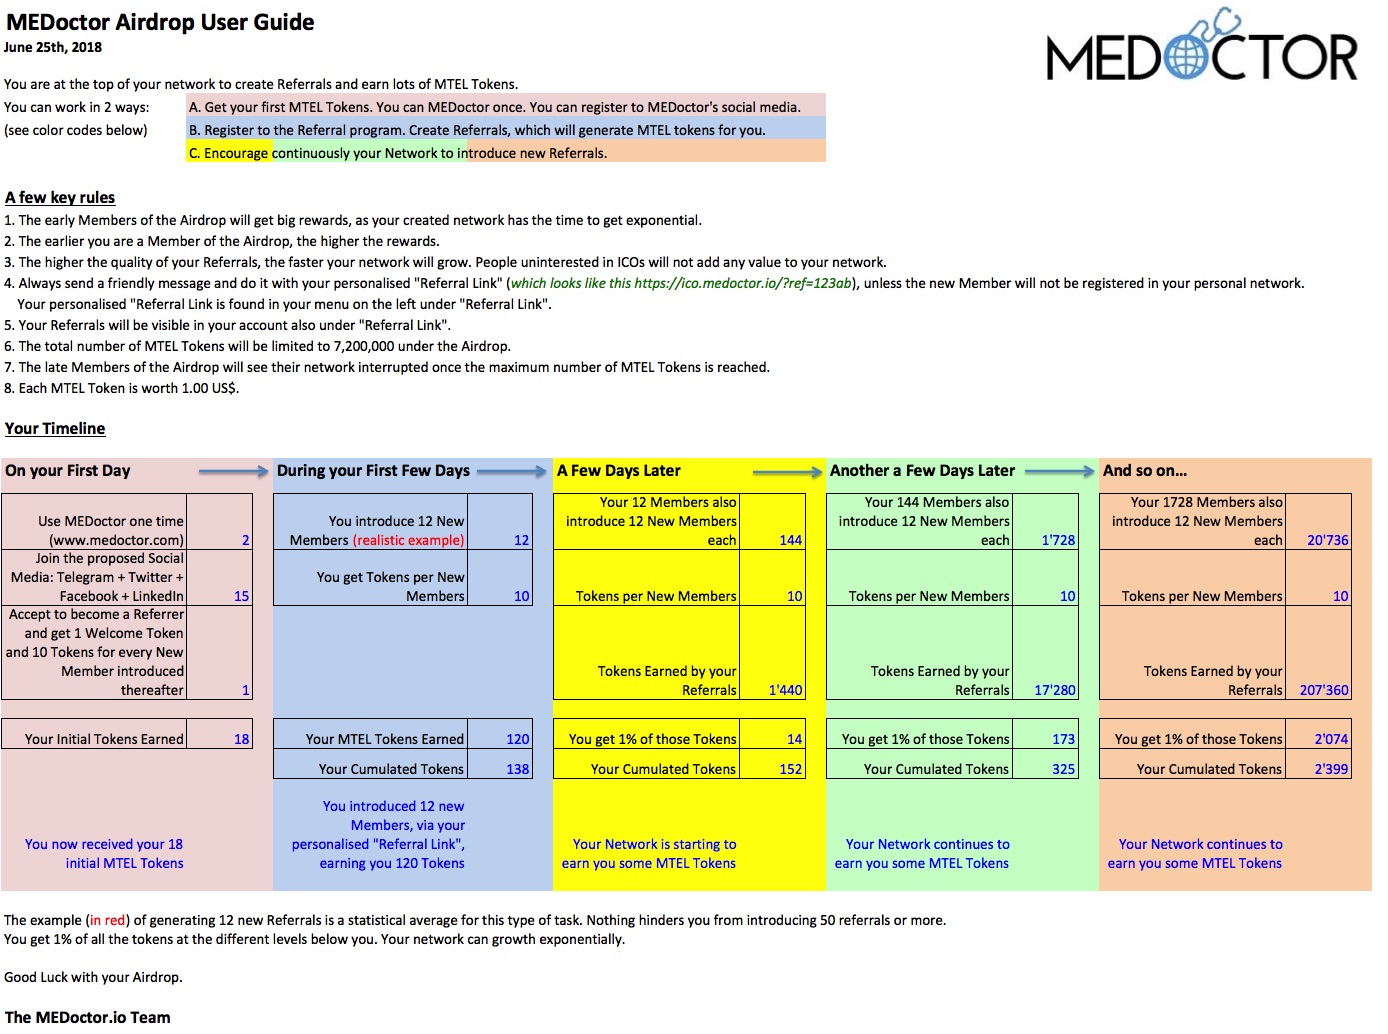 MEDoctor Airdrop User Guide
MEDOCTOR
June 25th, 2018
You are at the top of your network to create Referrals and earn lots of MTEL Tokens.
You can work in 2 ways:
A. Get your first MTEL Tokens. You can MEDoctor once. You can register to MEDoctor's social media.
(see color codes below)
B. Register to the Referral program. Create Referrals, which will generate MTEL tokens for you.
C. Encourage continuously your Network to introduce new Referrals.
A few key rules
1. The early Members of the Airdrop will get big rewards, as your created network has the time to get exponential.
2. The earlier you are a Member of the Airdrop, the higher the rewards.
3. The higher the quality of your Referrals, the faster your network will grow. People uninterested in ICOs will not add any value to your network.
4. Always send a friendly message and do it with your personalised "Referral Link" (which looks like this https://ico.medoctor.io/?ref=123ab), unless the new Member will not be registered in your personal network.
Your personalised "Referral Link is found in your menu on the left under "Referral Link".
5. Your Referrals will be visible in your account also under "Referral Link".
6. The total number of MTEL Tokens will be limited to 7,200,000 under the Airdrop.
7. The late Members of the Airdrop will see their network interrupted once the maximum number of MTEL Tokens is reached.
8. Each MTEL Token is worth 1.00 US$.
Your Timeline
On your First Day
Use MEDoctor one time
(www.medoctor.com) 2
Join the proposed Social
Media: Telegram + Twitter +
Facebook + LinkedIn 15
Accept to become a Referrer
and get 1 Welcome Token
and 10 Tokens for every New
Member introduced
thereafter 1
Your Initial Tokens Earned 18
You now received your 18
initial MTEL Tokens
During your First Few Days
You introduce 12 New
Members (realistic example) 12
You get Tokens per New
Members 10
Your MTEL Tokens Earned 120
Your Cumulated Tokens 138
You introduced 12 new
Members, via your
personalised "Referral Link",
earning you 120 Tokens
A Few Days Later
Your 12 Members also
introduce 12 New Members
each 144
Tokens per New Members 10
Tokens Earned by your
Referrals 1'440
You get 1% of those Tokens 14
Your Cumulated Tokens 152
Your Network is starting to
earn you some MTEL Tokens
Another a Few Days Later
Your 144 Members also
introduce 12 New Members
each 1'728
Tokens per New Members 10
Tokens Earned by your
Referrals 17'280
You get 1% of those Tokens 173
Your Cumulated Tokens 325
Your Network continues to
earn you some MTEL Tokens
And so on...
Your 1728 Members also
introduce 12 New Members
each 20'736
Tokens per New Members 10
Tokens Earned by your
Referrals 207'360
You get 1% of those Tokens 2'074
Your Cumulated Tokens 2'399
Your Network continues to
earn you some MTEL Tokens
The example (in red) of generating 12 new Referrals is a statistical average for this type of task. Nothing hinders you from introducing 50 referrals or more.
You get 1% of all the tokens at the different levels below you. Your network can growth exponentially.
Good Luck with your Airdrop.
The MEDoctor.io Team